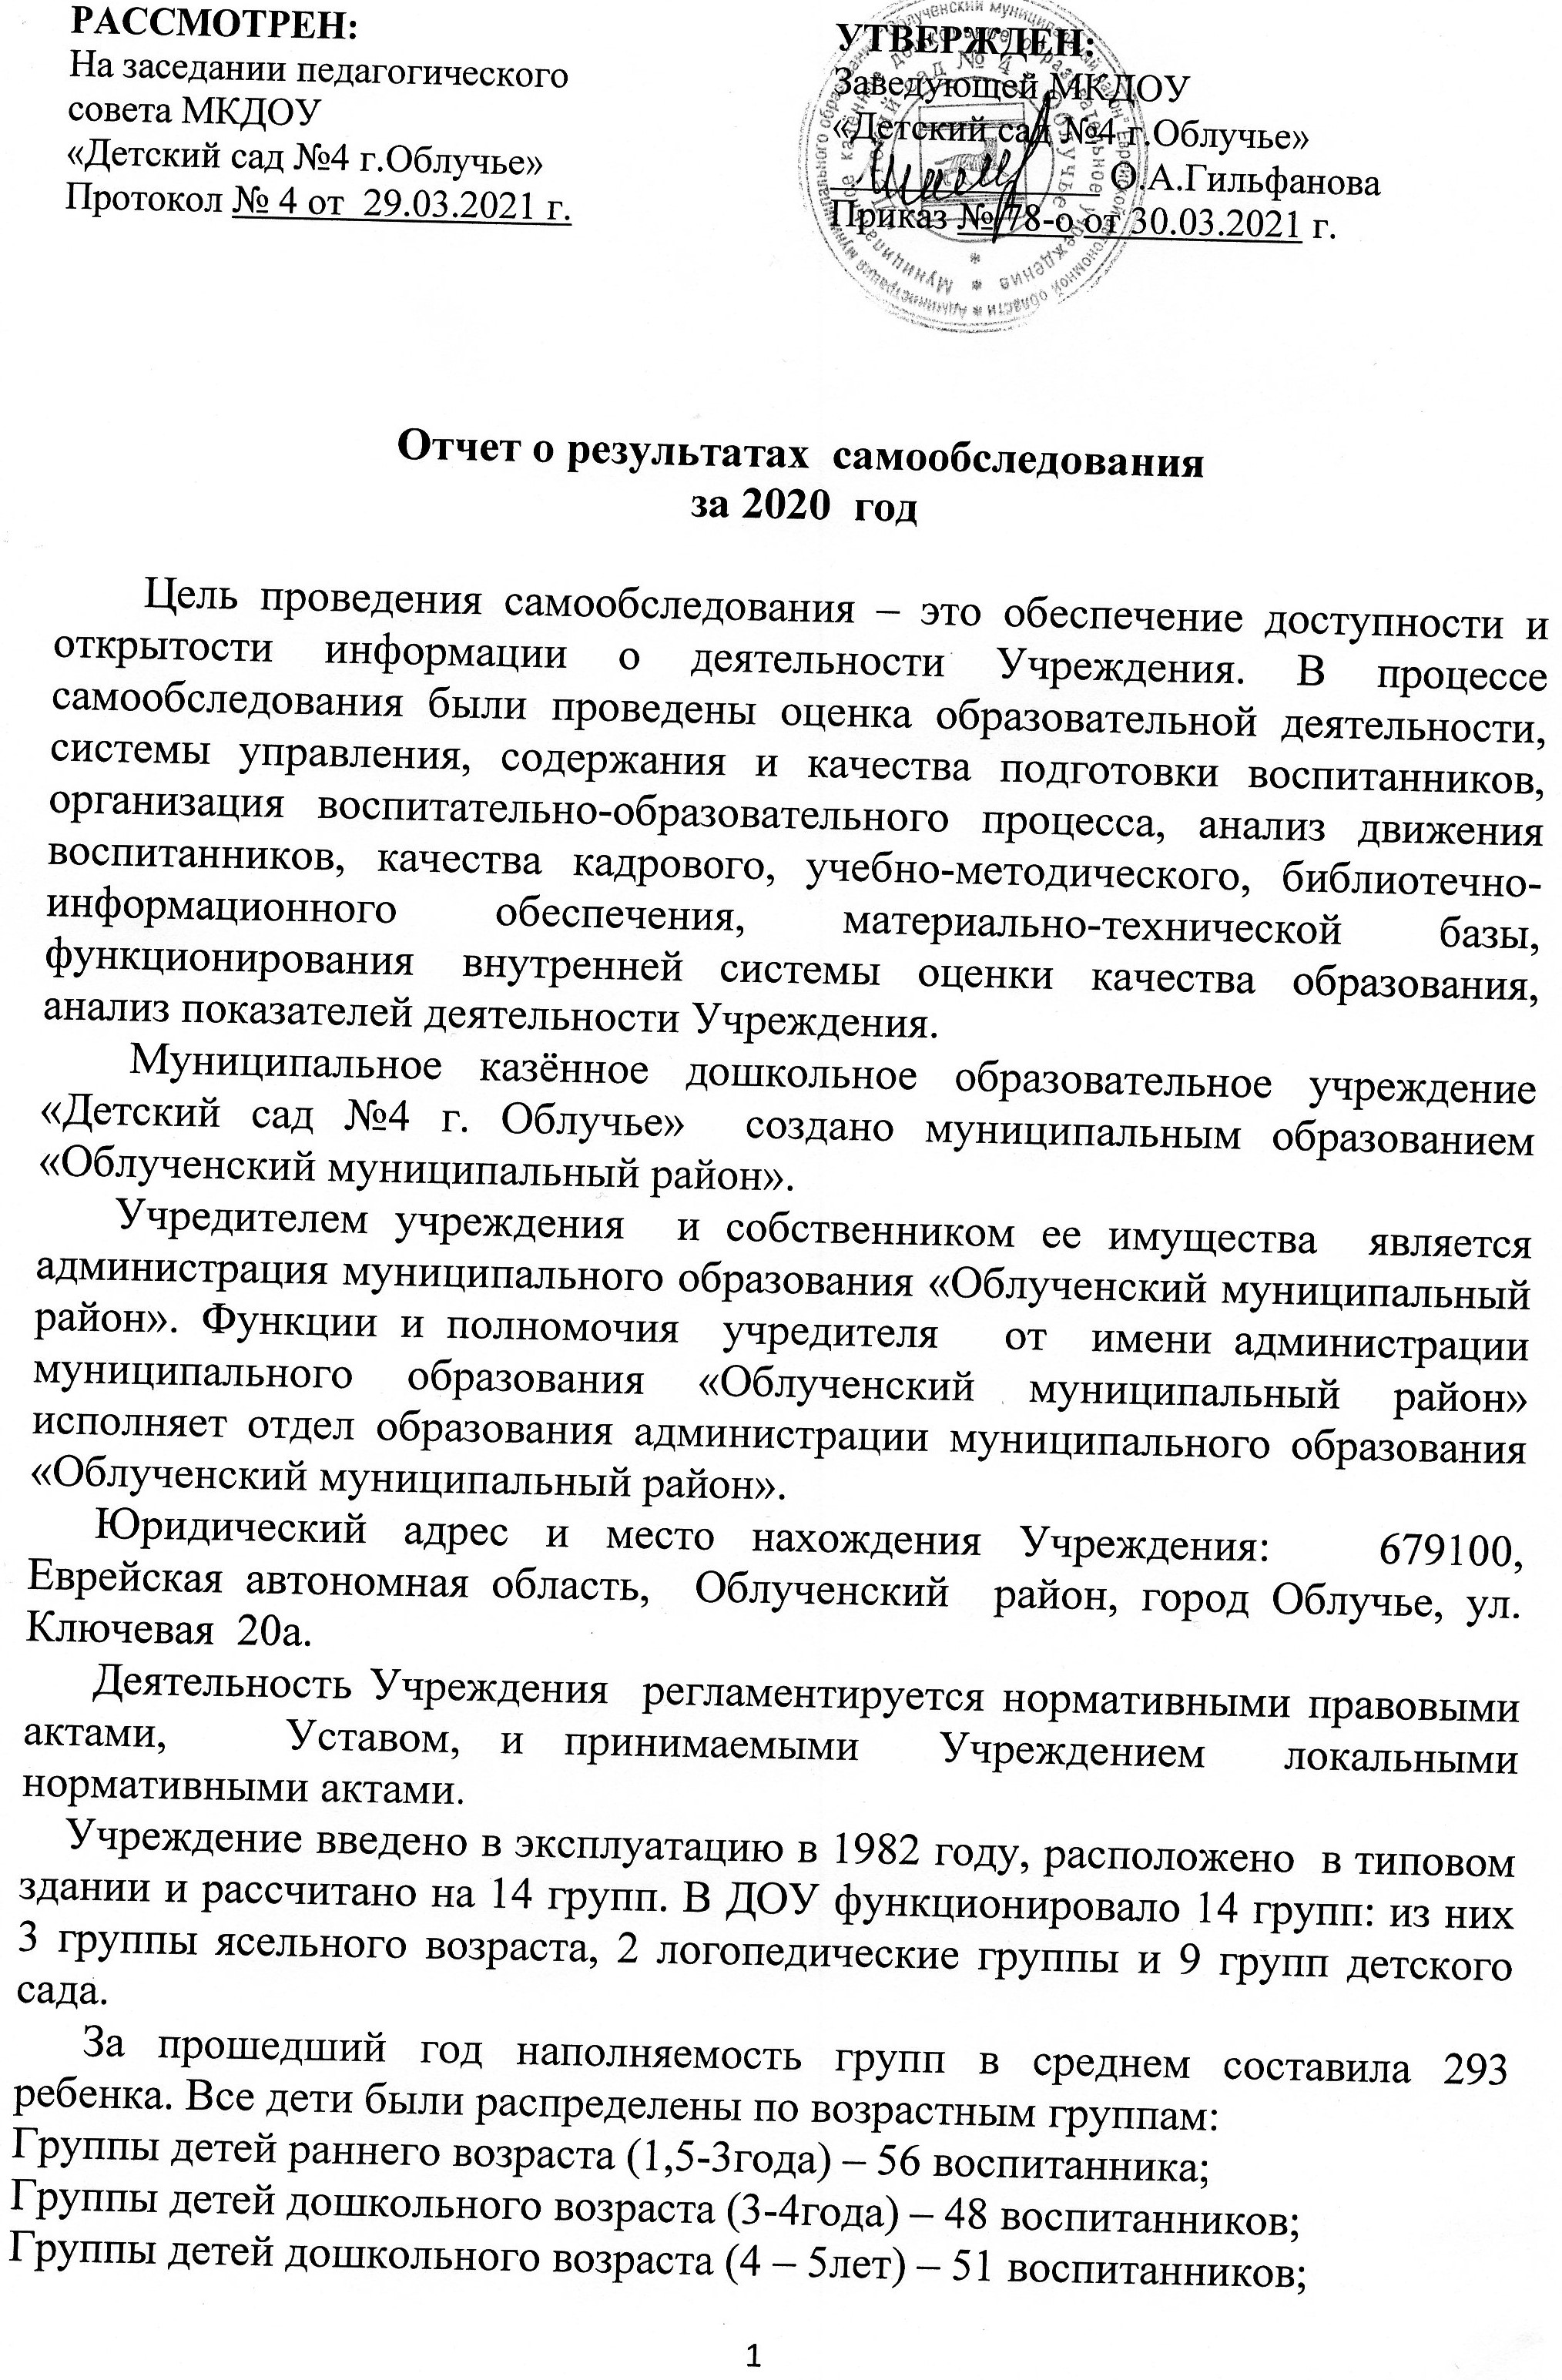 РАССМОТРЕН:
На заседании педагогического
совета МКДОУ
«Детский сад №4 г.Облучье»
Протокол № 4 от 29.03.2021 г.
УТВЕРЖДЕН:
Заведующей МКДОУ
«Детский сад №4 г.Облучье»
О.А.Гильфанова
Приказ № 78-о от 30.03.2021 г.
Отчет о результатах самообследования
за 2020 год
Цель проведения самообследования – это обеспечение доступности и
открытости информации о деятельности Учреждения. В процессе
самообследования были проведены оценка образовательной деятельности,
системы управления, содержания и качества подготовки воспитанников,
организация воспитательно-образовательного процесса, анализ движения
воспитанников, качества кадрового, учебно-методического, библиотечно-
информационного обеспечения, материально-технической базы,
функционирования внутренней системы оценки качества образования,
анализ показателей деятельности Учреждения.
Муниципальное казённое дошкольное образовательное учреждение
«Детский сад №4 г. Облучье» создано муниципальным образованием
«Облученский муниципальный район».
Учредителем учреждения и собственником ее имущества является
администрация муниципального образования «Облученский муниципальный
район». Функции и полномочия учредителя от имени администрации
муниципального образования «Облученский муниципальный район»
исполняет отдел образования администрации муниципального образования
«Облученский муниципальный район».
Юридический адрес и место нахождения Учреждения: 679100,
Еврейская автономная область, Облученский район, город Облучье, ул.
Ключевая 20а.
Деятельность Учреждения регламентируется нормативными правовыми
актами, Уставом, и принимаемыми Учреждением локальными
нормативными актами.
Учреждение введено в эксплуатацию в 1982 году, расположено в типовом
здании и рассчитано на 14 групп. В ДОУ функционировало 14 групп: из них
3 группы ясельного возраста, 2 логопедические группы и 9 групп детского
сада.
За прошедший год наполняемость групп в среднем составила 293
ребенка. Все дети были распределены по возрастным группам:
Группы детей раннего возраста (1,5-3года) – 56 воспитанника;
Группы детей дошкольного возраста (3-4года) – 48 воспитанников;
Группы детей дошкольного возраста (4 – 5лет) – 51 воспитанников;
1